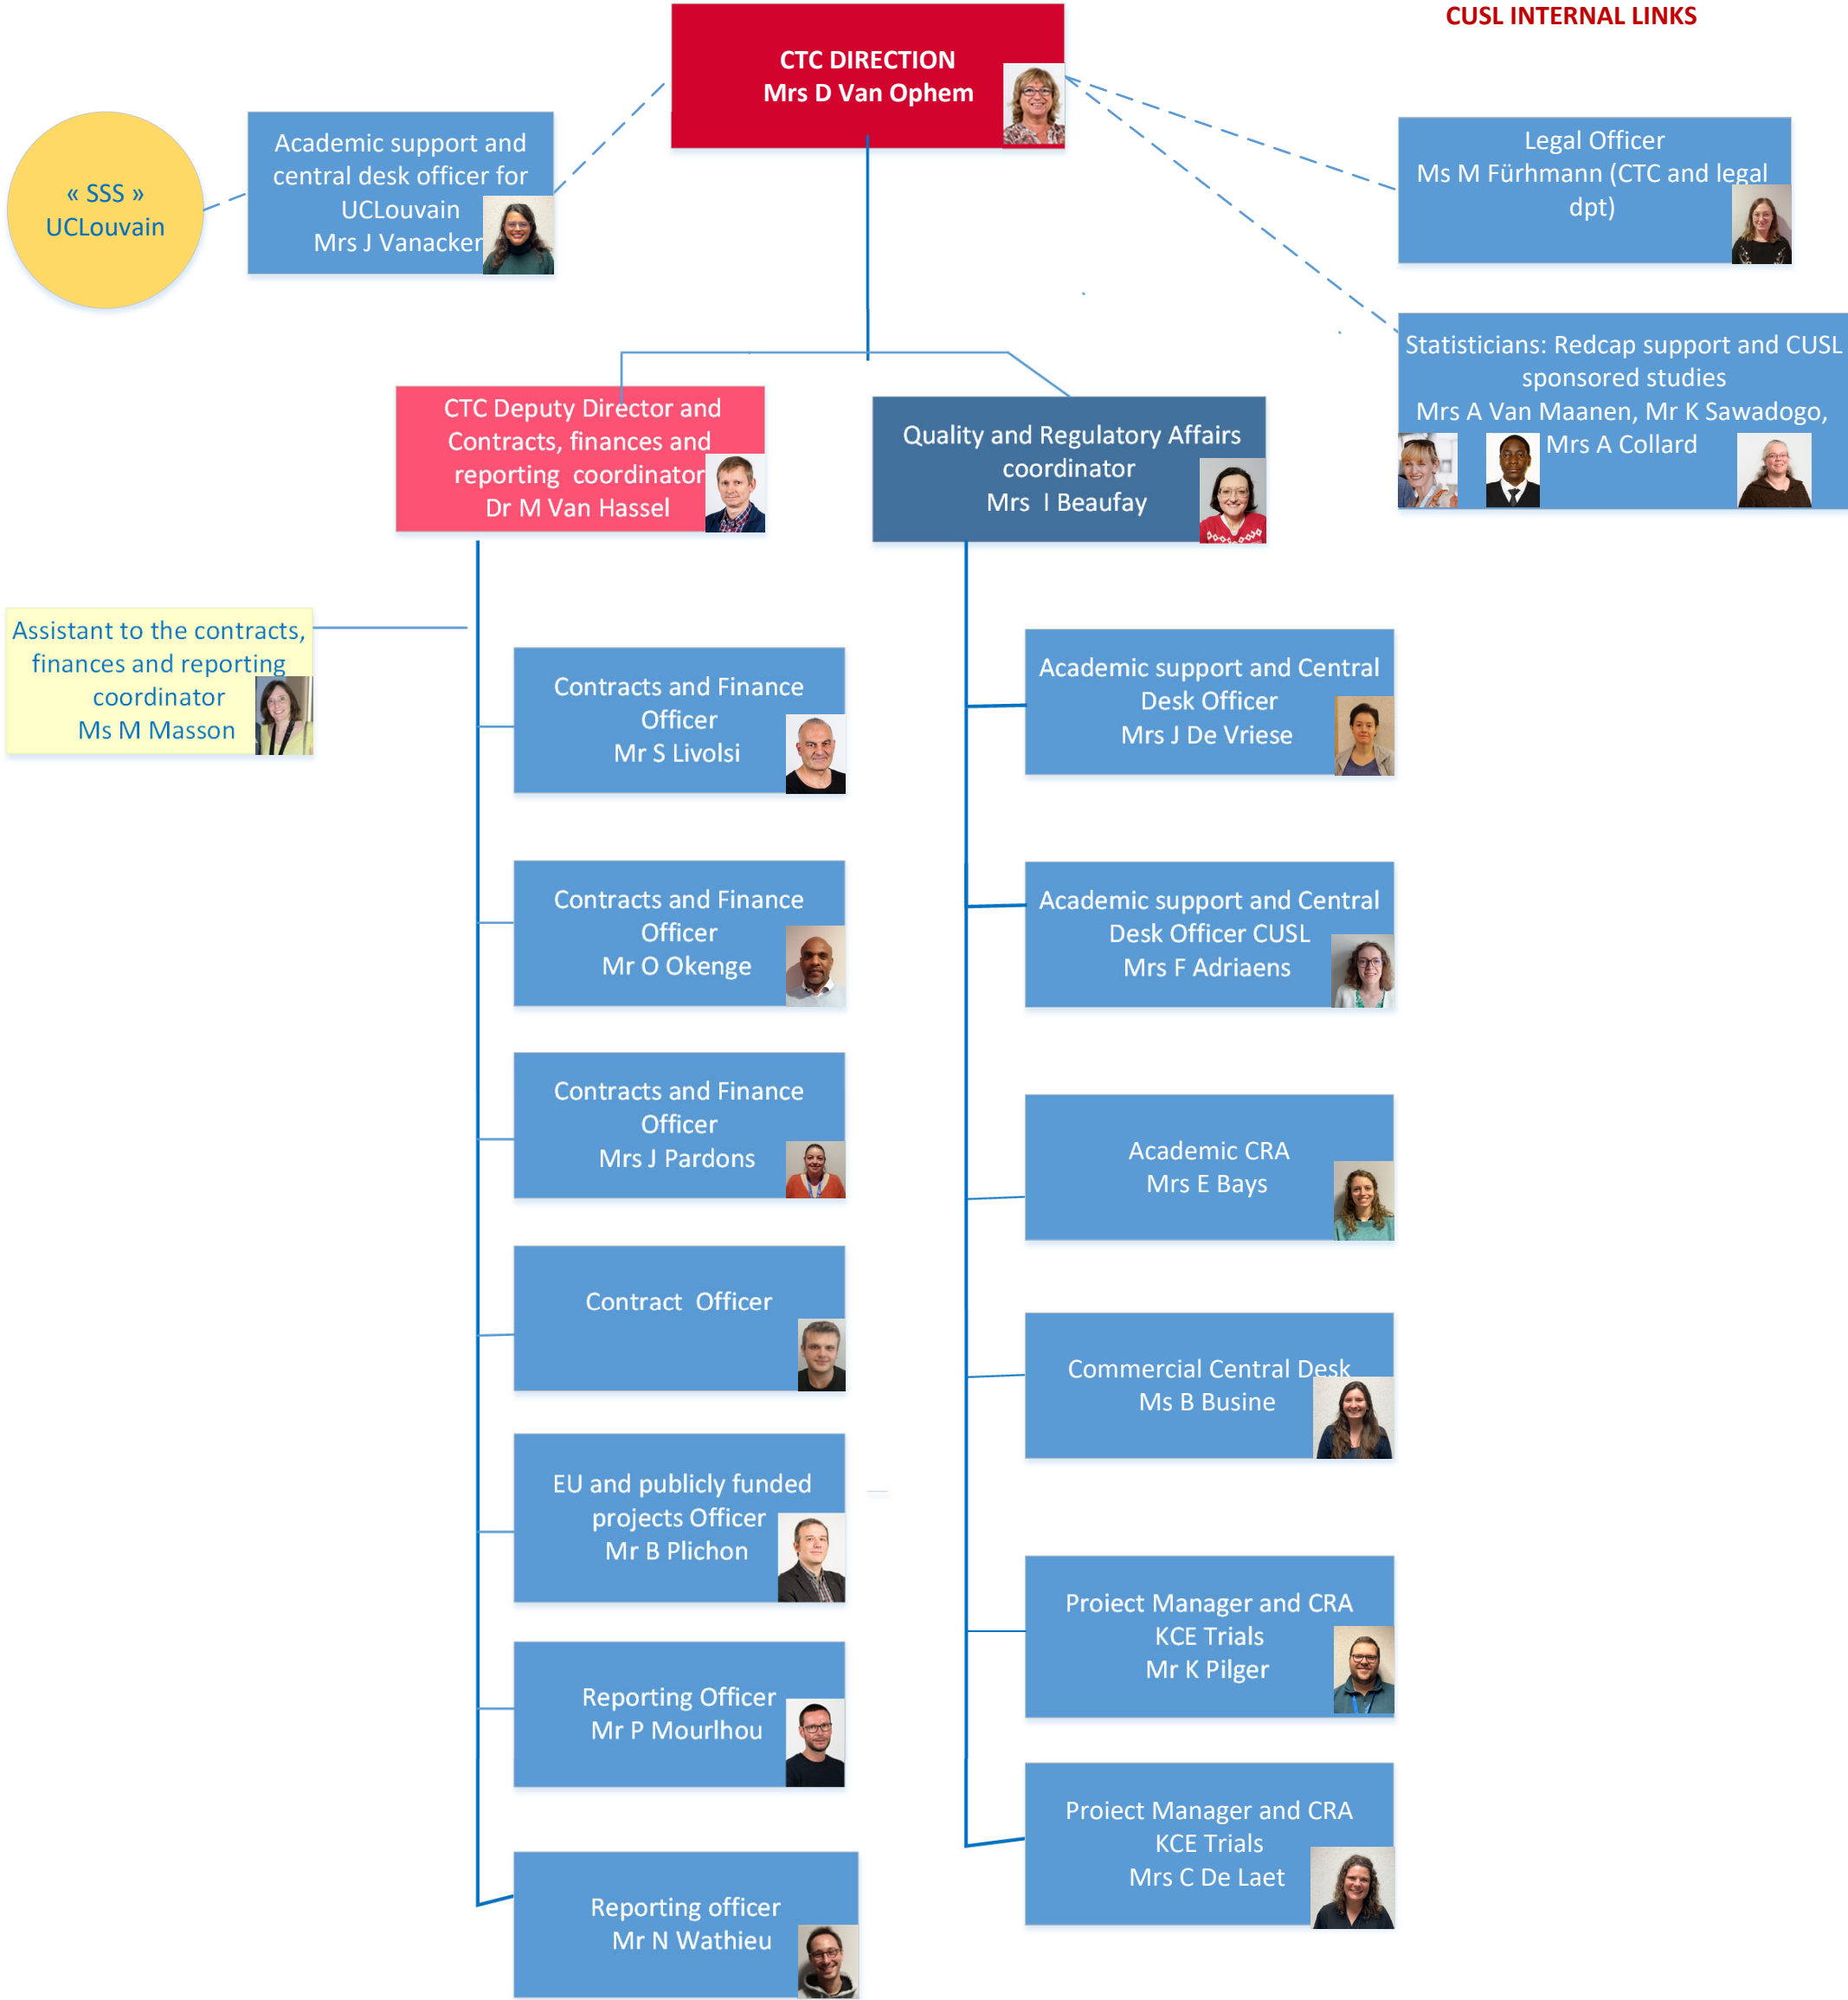 CUSL INTERNAL LINKS
CTC DIRECTION
Mrs D Van Ophem
« SSS »
UCLouvain
Academic support and
central desk officer for
UCLouvain
Mrs J Vanacker
Legal Officer
Ms M Fürhmann (CTC and legal
dpt)
Statisticians: Redcap support and CUSL
sponsored studies
Mrs A Van Maanen, Mr K Sawadogo,
Mrs A Collard
CTC Deputy Director and
Contracts, finances and
reporting coordinator
Dr M Van Hassel
Quality and Regulatory Affairs
coordinator
Mrs I Beaufay
Assistant to the contracts,
finances and reporting
coordinator
Ms M Masson
Contracts and Finance
Officer
Mr S Livolsi
Contracts and Finance
Officer
Mr O Okenge
Contracts and Finance
Officer
Mrs J Pardons
Contract Officer
EU and publicly funded
projects Officer
Mr B Plichon
Reporting Officer
Mr P Mourlhou
Reporting officer
Mr N Wathieu
Academic support and Central
Desk Officer
Mrs J De Vriese
Academic support and Central
Desk Officer CUSL
Mrs F Adriaens
Academic CRA
Mrs E Bays
Commercial Central Desk
Ms B Busine
Project Manager and CRA
KCE Trials
Mr K Pilger
Project Manager and CRA
KCE Trials
Mrs C De Laet